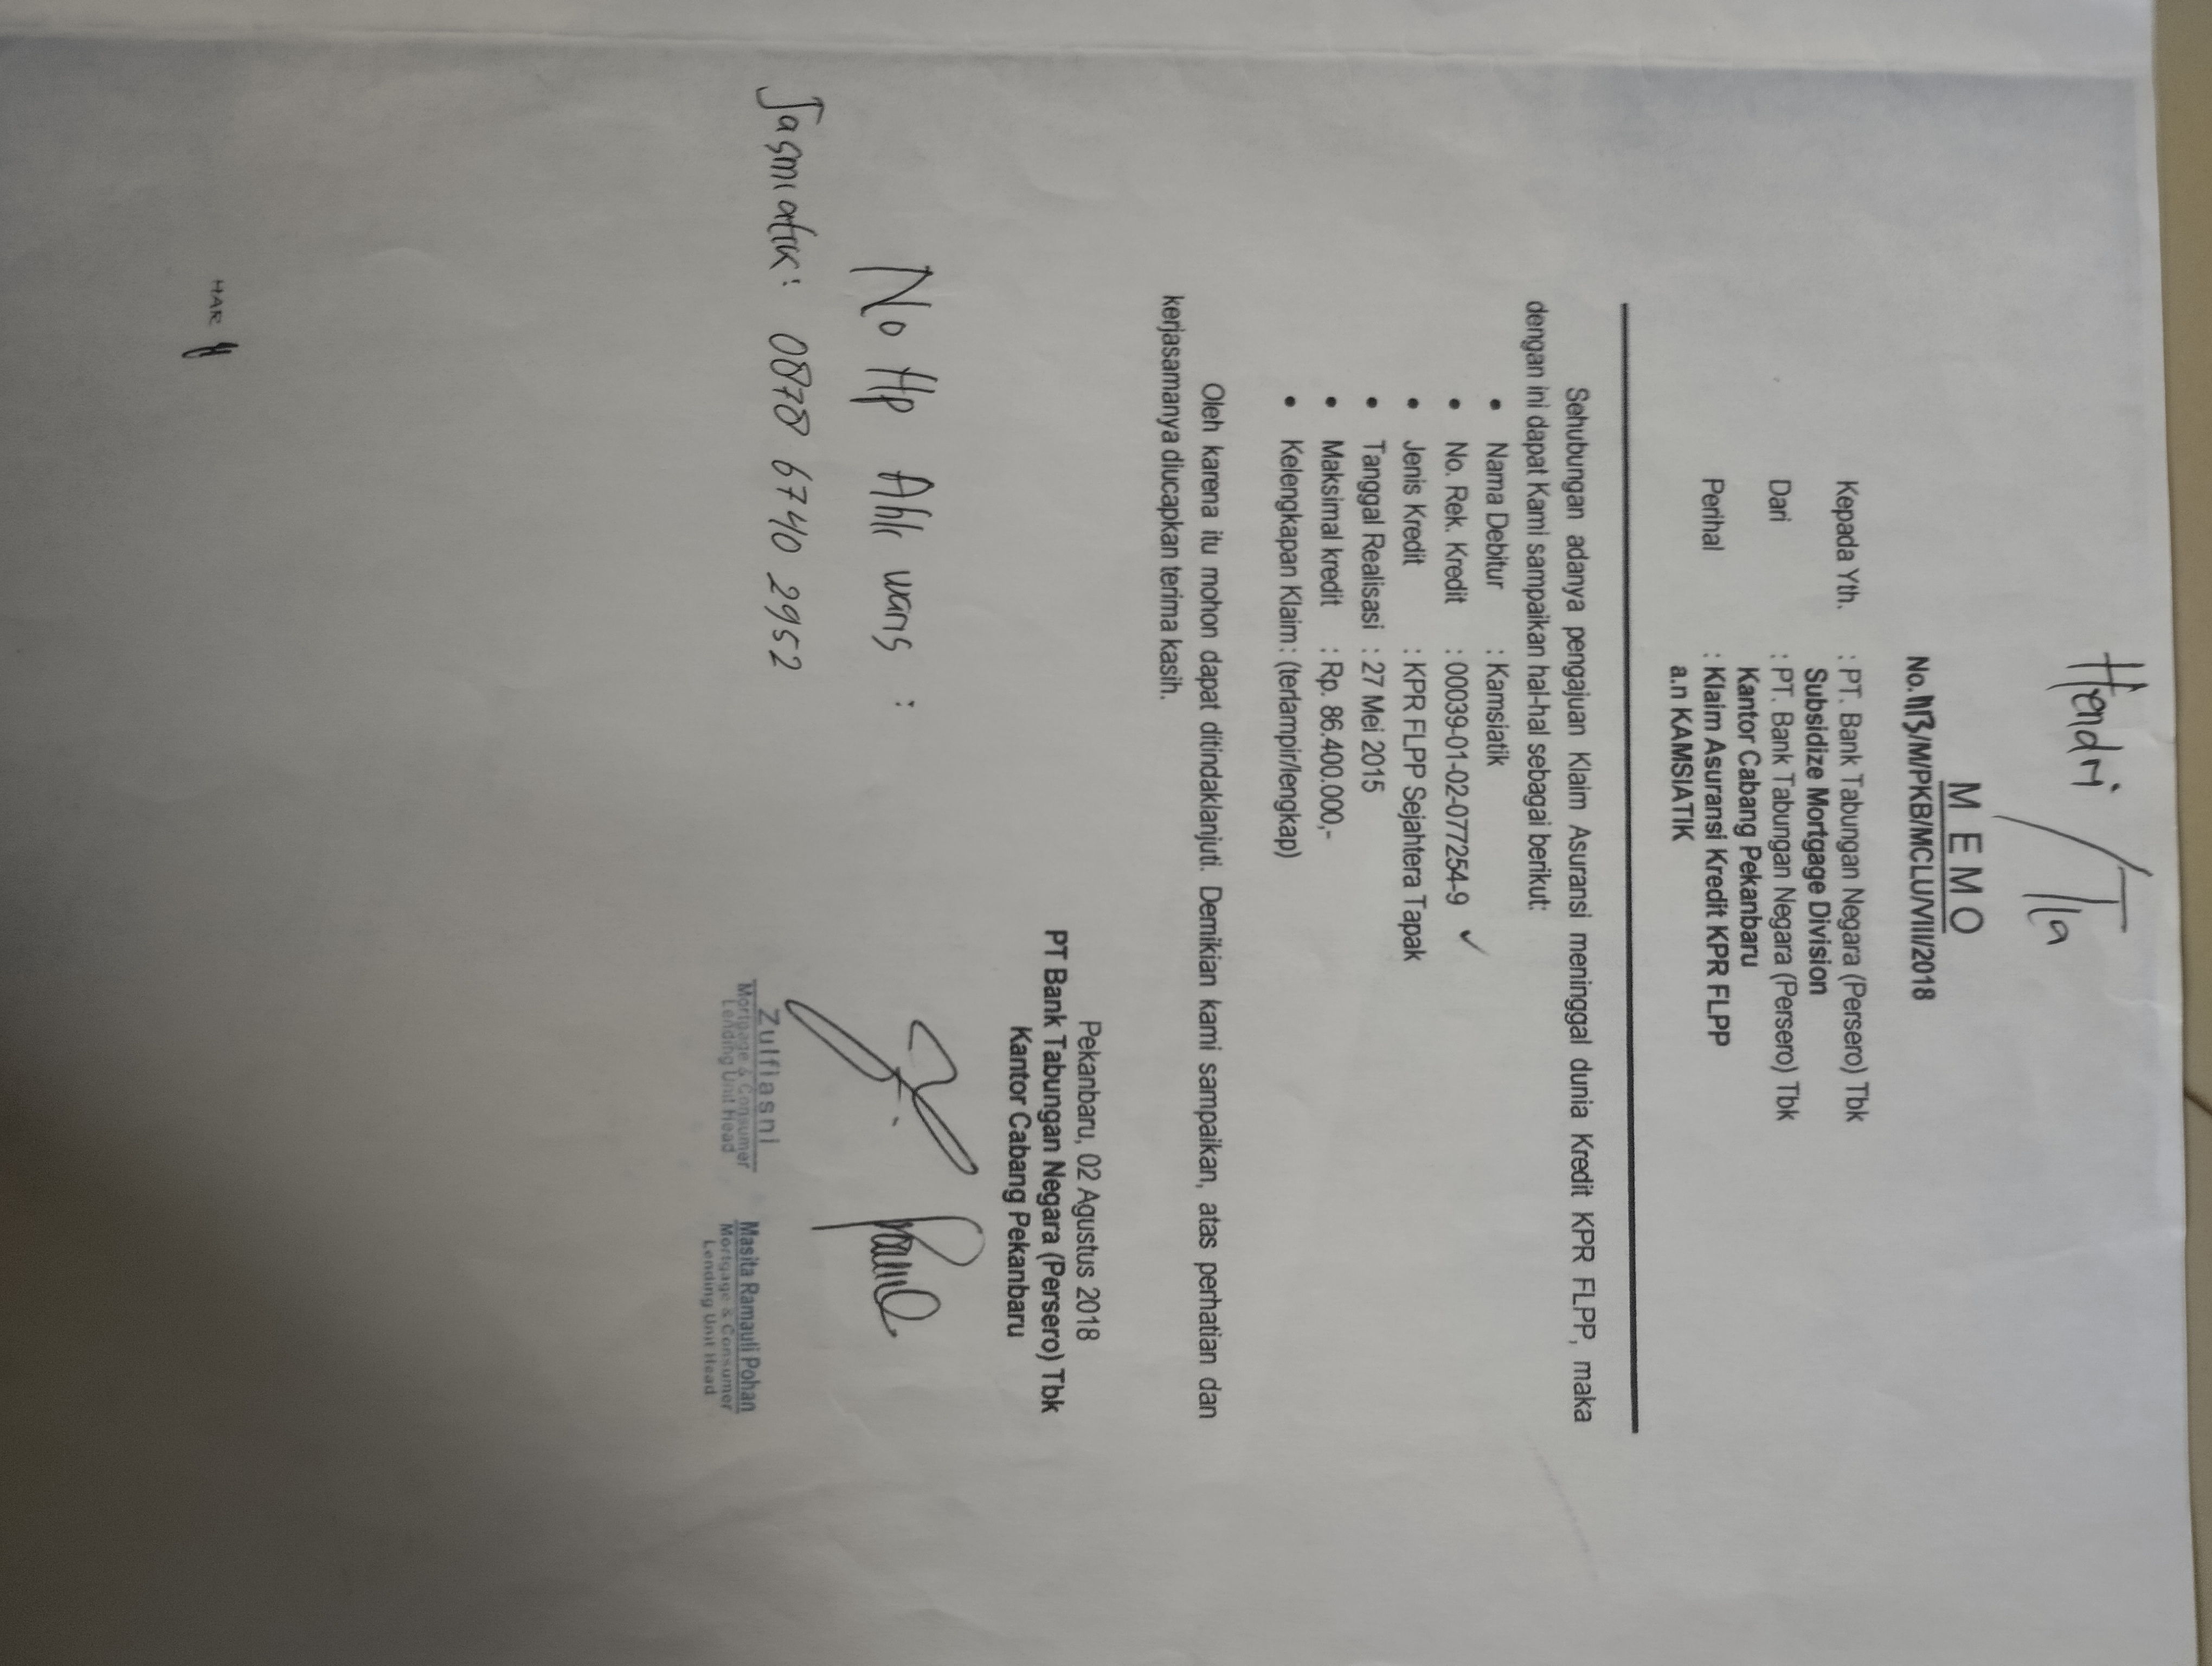 Hendri / Ila
M E M O
No. 1113/M/PKB/MCLU/VIII/2018
Kepada Yth. : PT. Bank Tabungan Negara (Persero) Tbk
Subsidize Mortgage Division
Dari : PT. Bank Tabungan Negara (Persero) Tbk
Kantor Cabang Pekanbaru
Perihal : Klaim Asuransi Kredit KPR FLPP
a.n KAMSIATIK
Sehubungan adanya pengajuan Klaim Asuransi meninggal dunia Kredit KPR FLPP, maka
dengan ini dapat Kami sampaikan hal-hal sebagai berikut:
• Nama Debitur : Kamsiatik
• No. Rek. Kredit : 00039-01-02-077254-9 ✓
• Jenis Kredit : KPR FLPP Sejahtera Tapak
• Tanggal Realisasi : 27 Mei 2015
• Maksimal kredit : Rp. 86.400.000,-
• Kelengkapan Klaim : (terlampir/lengkap)
Oleh karena itu mohon dapat ditindaklanjuti. Demikian kami sampaikan, atas perhatian dan
kerjasamanya diucapkan terima kasih.
Pekanbaru, 02 Agustus 2018
PT Bank Tabungan Negara (Persero) Tbk
Kantor Cabang Pekanbaru
No Hp Ahli waris :
Jasmiatik : 0878 6740 2952
Zulfiasni
Mortgage & Consumer
Lending Unit Head
Masita Ramauli Pohan
Mortgage & Consumer
Lending Unit Head
HAR